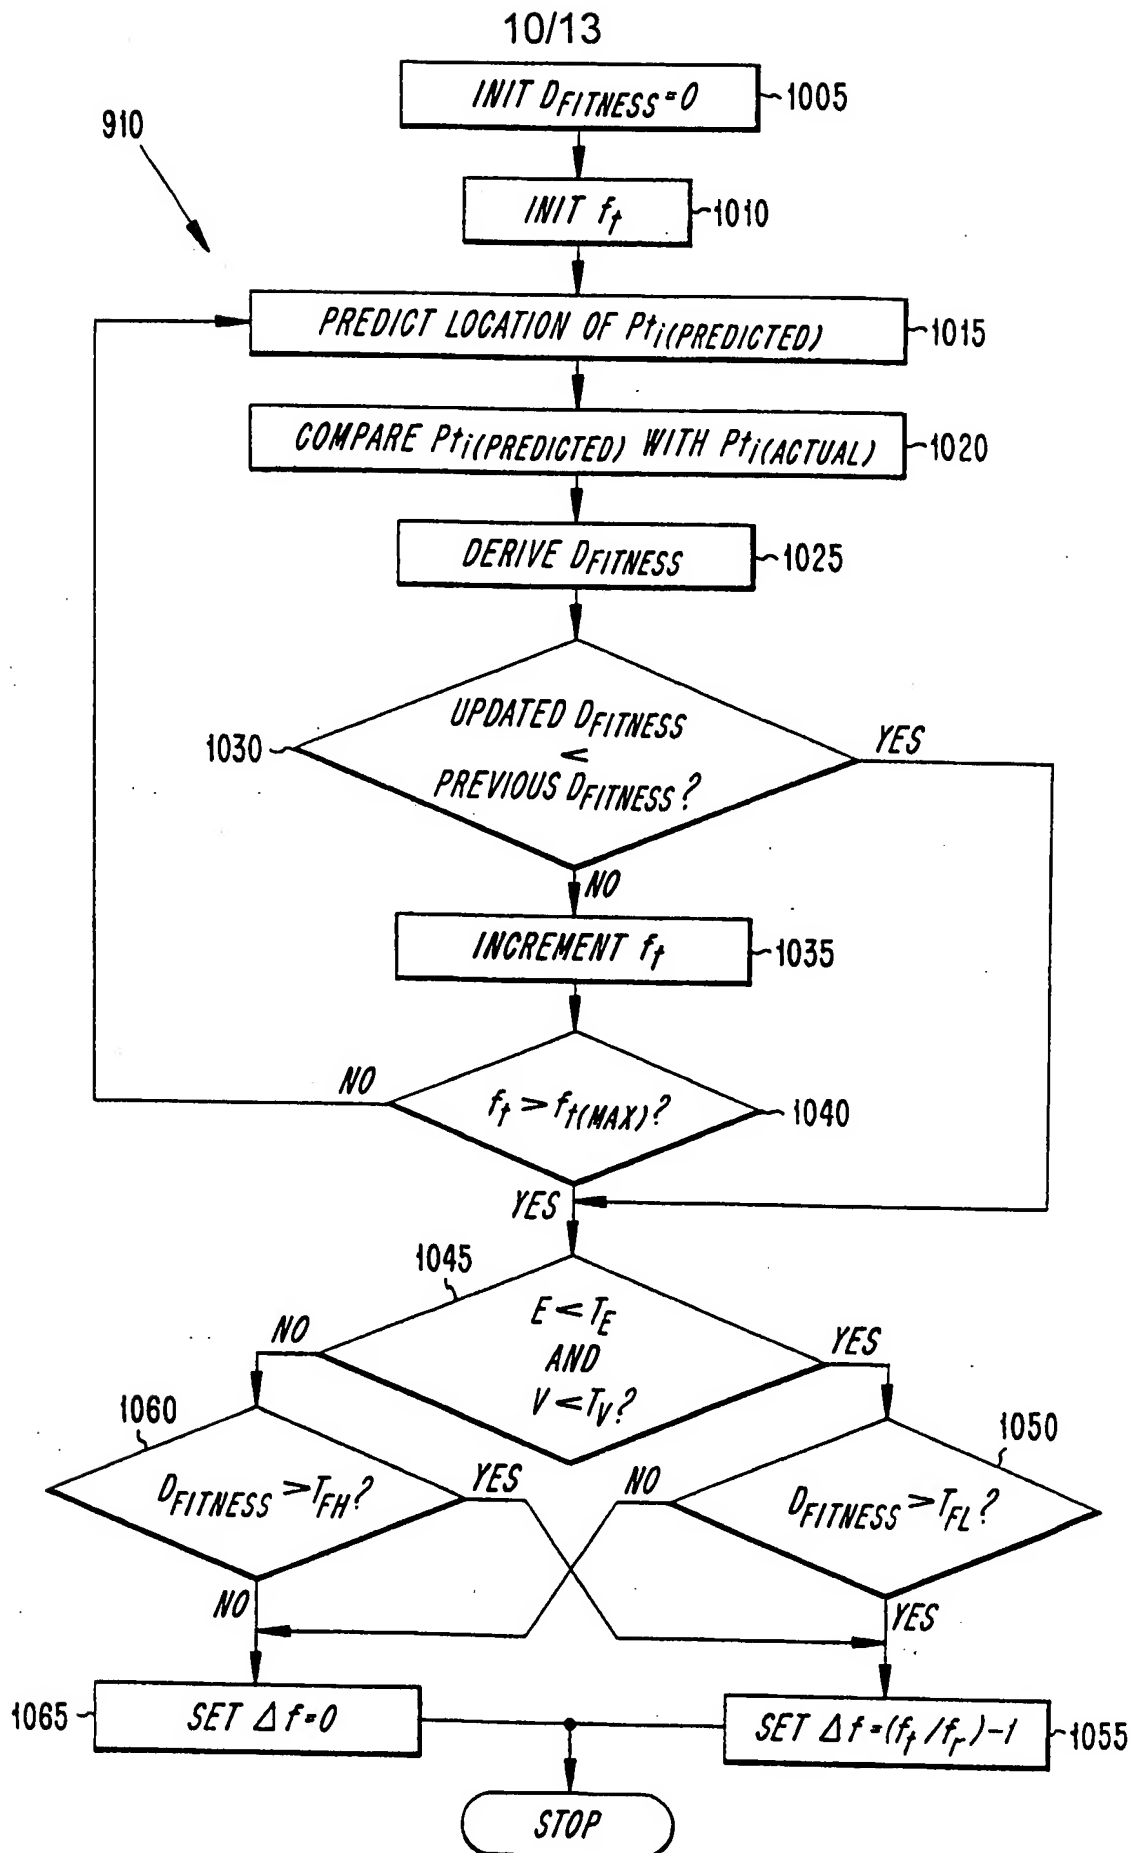 10/13
INIT DFITNESS = 0
1005
910
INIT ft
1010
PREDICT LOCATION OF Pti(PREDICTED)
1015
COMPARE Pti(PREDICTED) WITH Pti(ACTUAL)
1020
DERIVE DFITNESS
1025
UPDATED DFITNESS
<
PREVIOUS DFITNESS?
1030
YES
NO
INCREMENT ft
1035
NO
ft > ft(MAX)?
1040
YES
1045
E < TE
AND
V < TV?
NO
YES
1060
1050
DFITNESS > TFH?
YES
NO
DFITNESS > TFL?
NO
YES
1065
SET Δf = 0
SET Δf = (ft/fr) - 1
1055
STOP